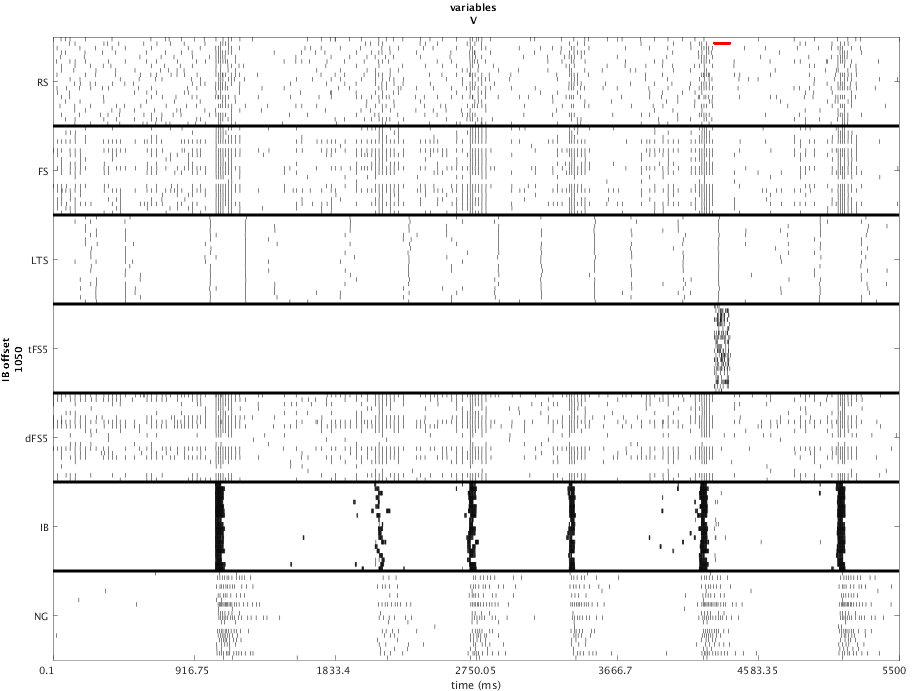 variables
V
RS
FS
LTS
tFS5
dFS5
IB
NG
IB offset
1050
0.1 916.75 1833.4 2750.05 3666.7 4583.35 5500
time (ms)